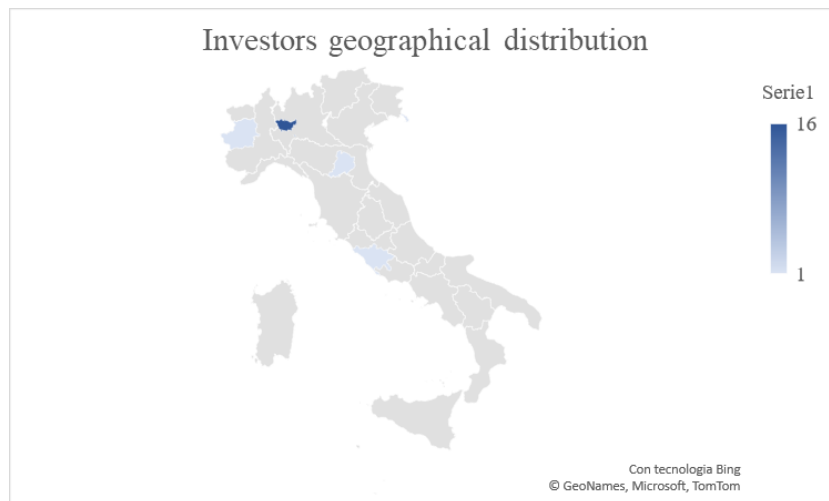 Investors geographical distribution
Serie1
16
1
Con tecnologia Bing
© GeoNames, Microsoft, TomTom